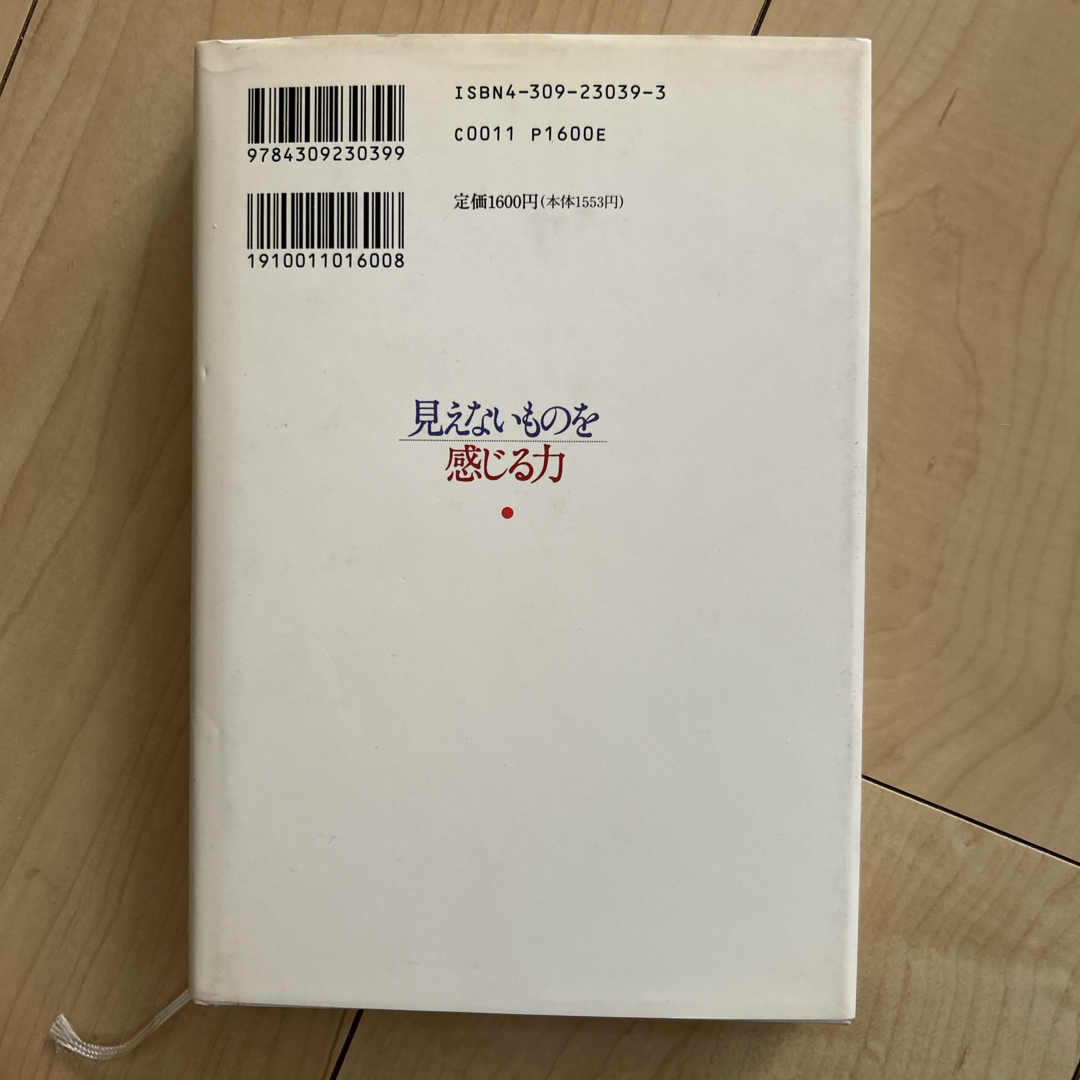 ISBN4-309-23039-3
C0011 P1600E
9784309230399
定価1600円(本体1553円)
1910011016008
見えないものを
感じる力